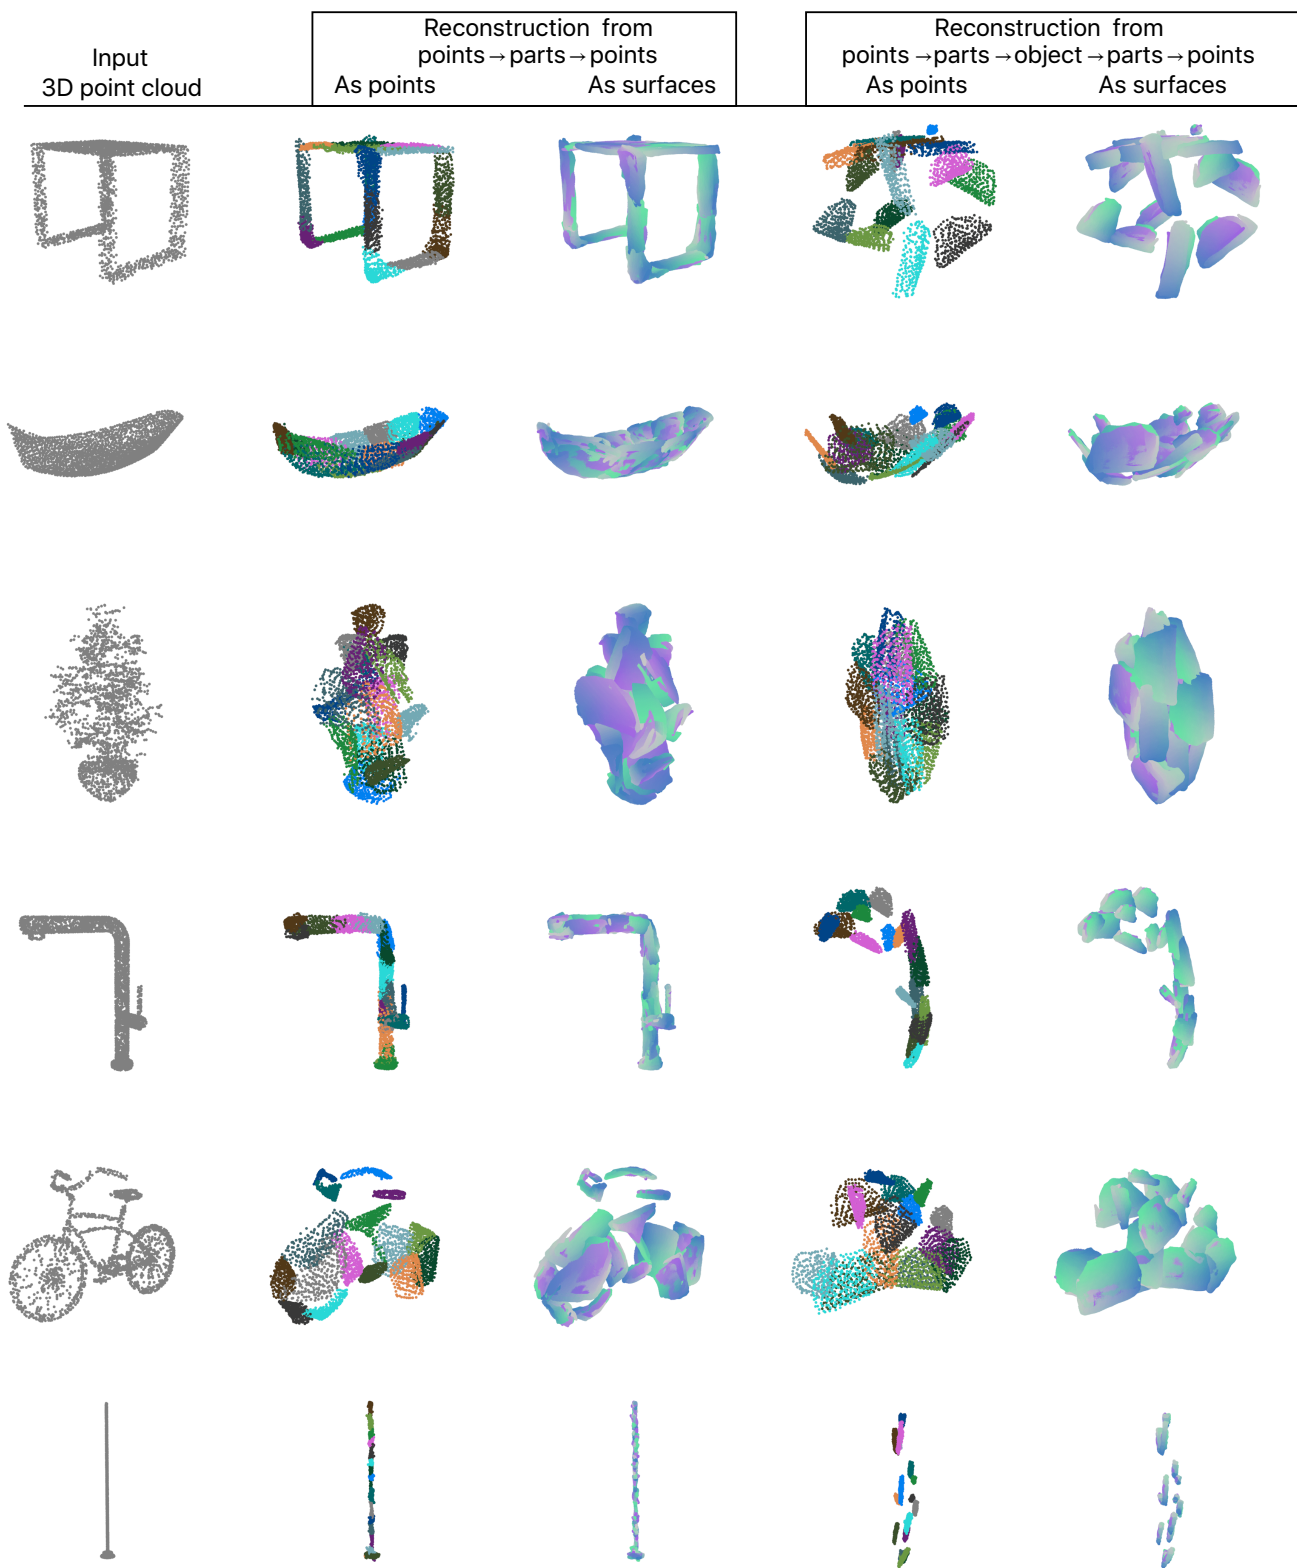 Input
3D point cloud
Reconstruction from
points→parts→points
As points As surfaces
Reconstruction from
points→parts→object→parts→points
As points As surfaces